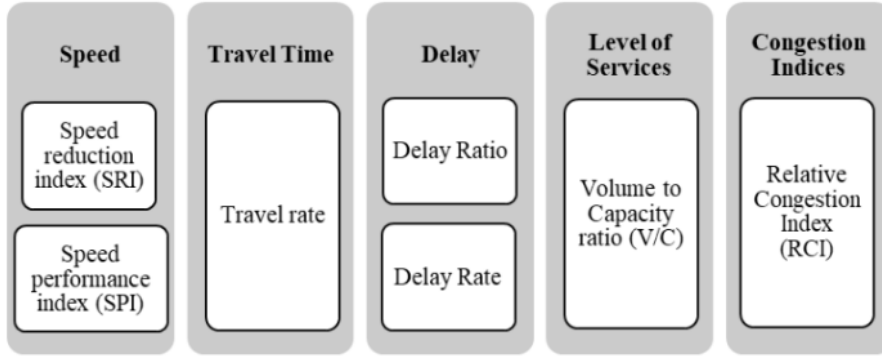 Speed
Speed
reduction
index (SRI)
Speed
performance
index (SPI)
Travel Time
Travel rate
Delay
Delay Ratio
Delay Rate
Level of
Services
Volume to
Capacity
ratio (V/C)
Congestion
Indices
Relative
Congestion
Index
(RCI)